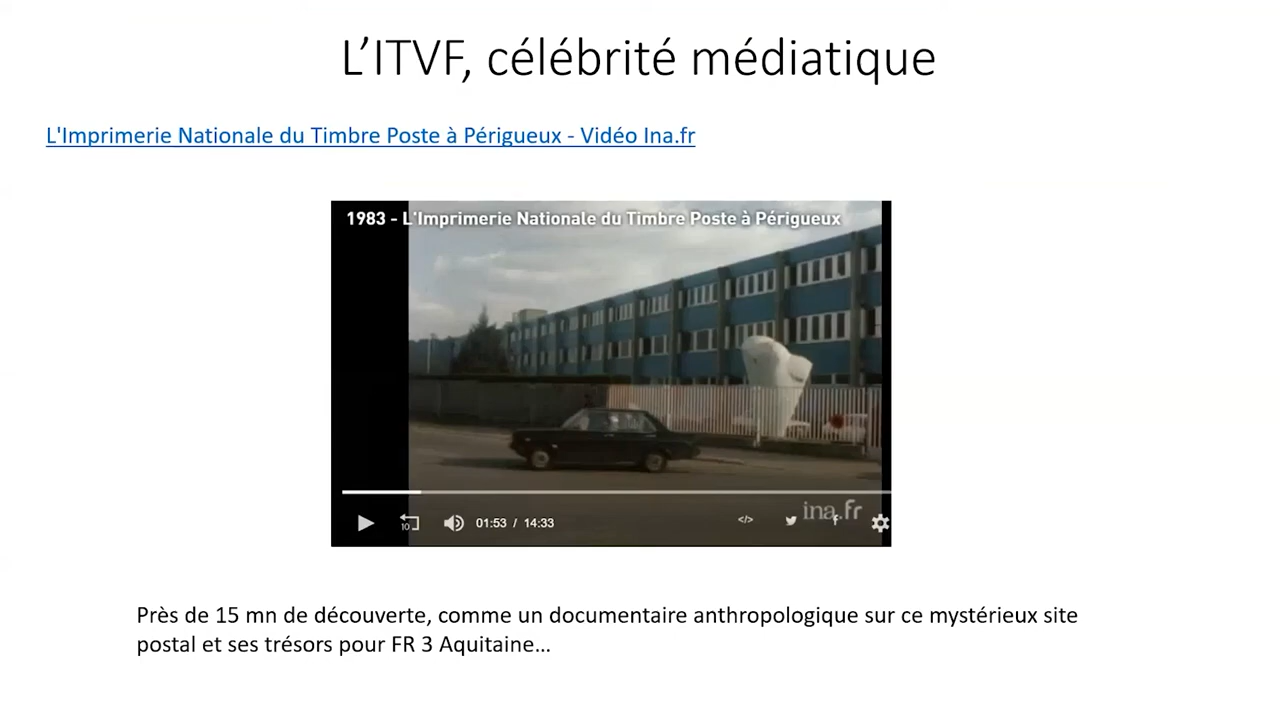 L’ITVF, célébrité médiatique
L'Imprimerie Nationale du Timbre Poste à Périgueux - Vidéo Ina.fr
1983 - L'Imprimerie Nationale du Timbre Poste à Périgueux
ina.fr
10 01:53 / 14:33 </>
Près de 15 mn de découverte, comme un documentaire anthropologique sur ce mystérieux site
postal et ses trésors pour FR 3 Aquitaine…